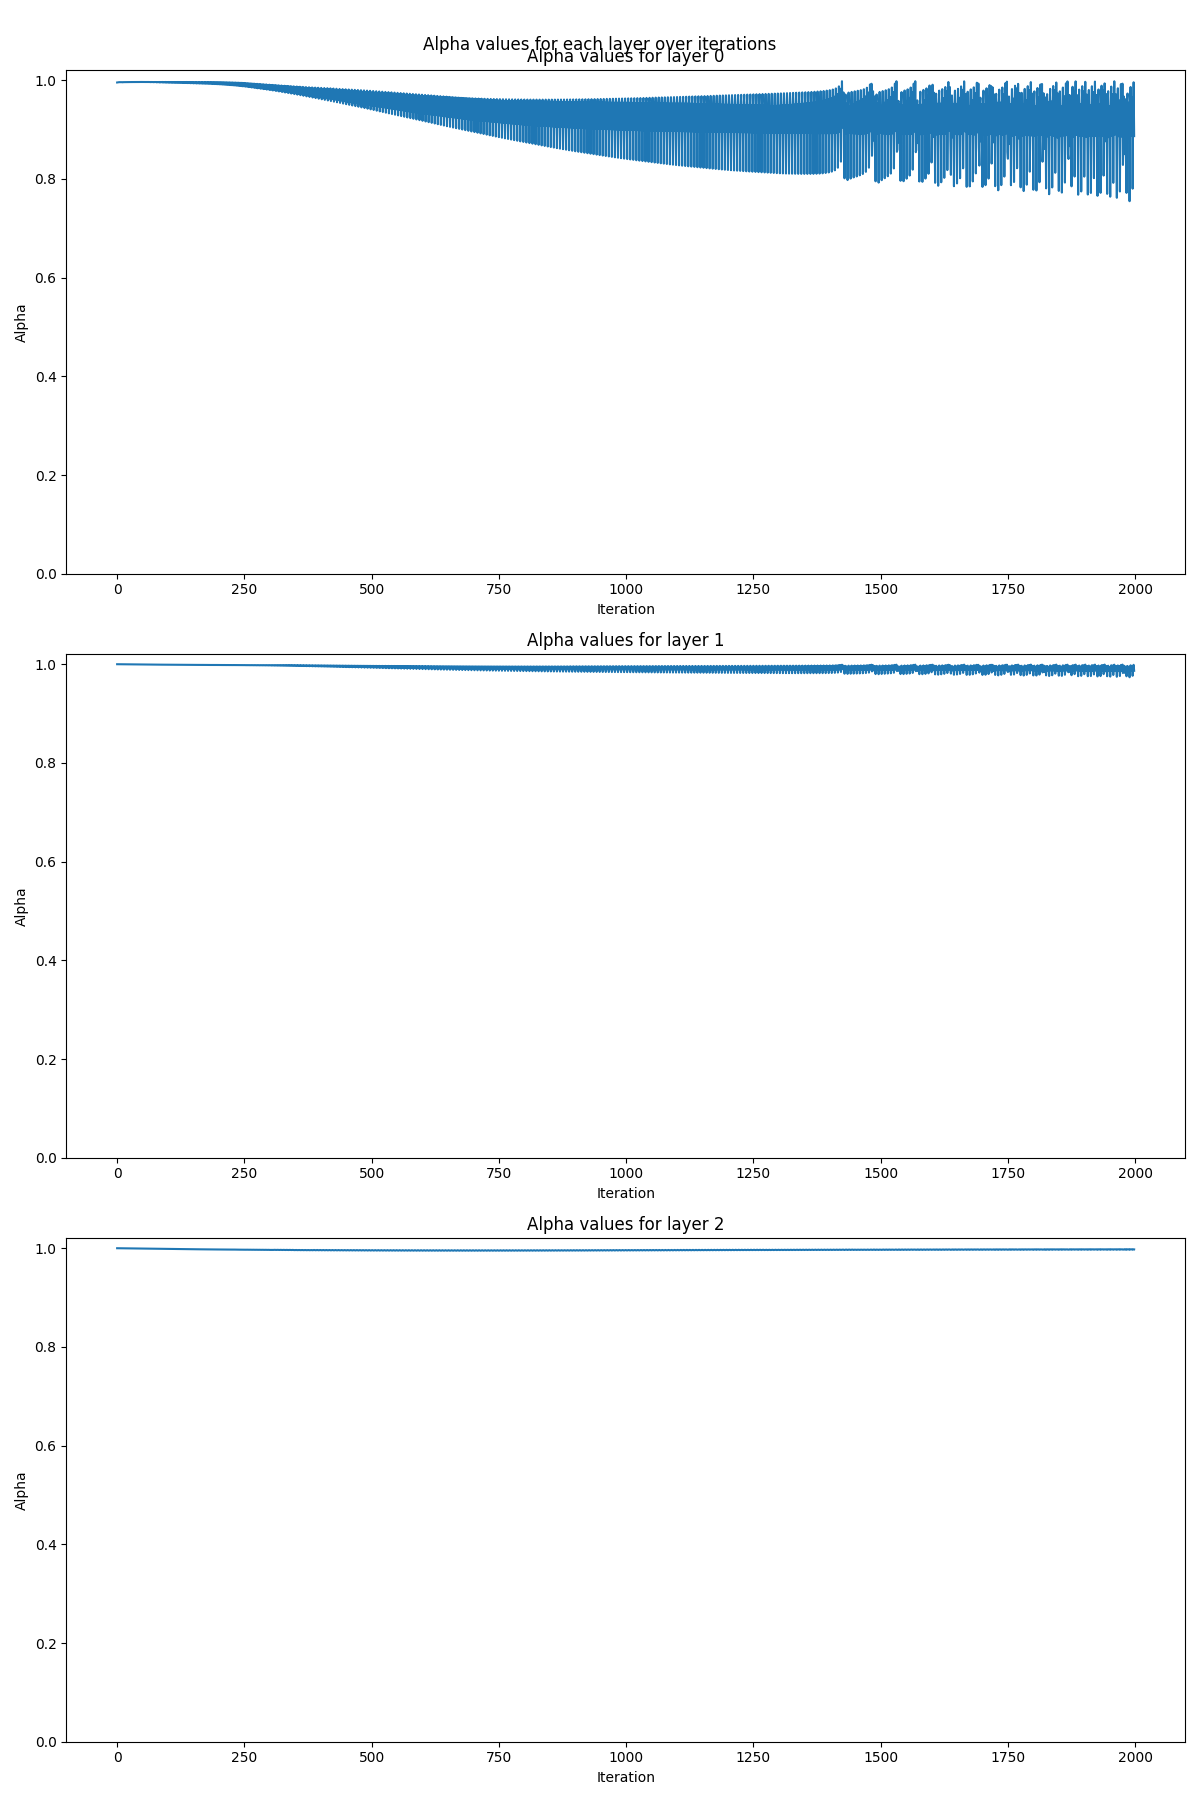 Alpha values for each layer over iterations
Alpha values for layer 0
1.0
0.8
0.6
0.4
0.2
0.0
Alpha
0 250 500 750 1000 1250 1500 1750 2000
Iteration
Alpha values for layer 1
1.0
0.8
0.6
0.4
0.2
0.0
Alpha
0 250 500 750 1000 1250 1500 1750 2000
Iteration
Alpha values for layer 2
1.0
0.8
0.6
0.4
0.2
0.0
Alpha
0 250 500 750 1000 1250 1500 1750 2000
Iteration